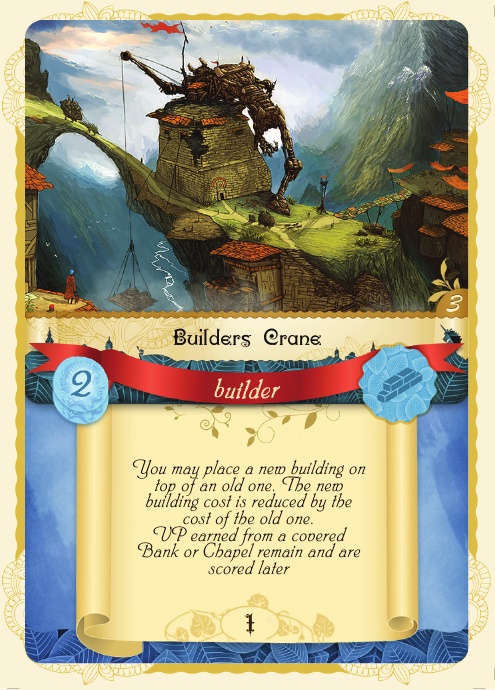 3
Builders Crane
2
builder
You may place a new building on
top of an old one. The new
building cost is reduced by the
cost of the old one.
VP earned from a covered
Bank or Chapel remain and are
scored later
1